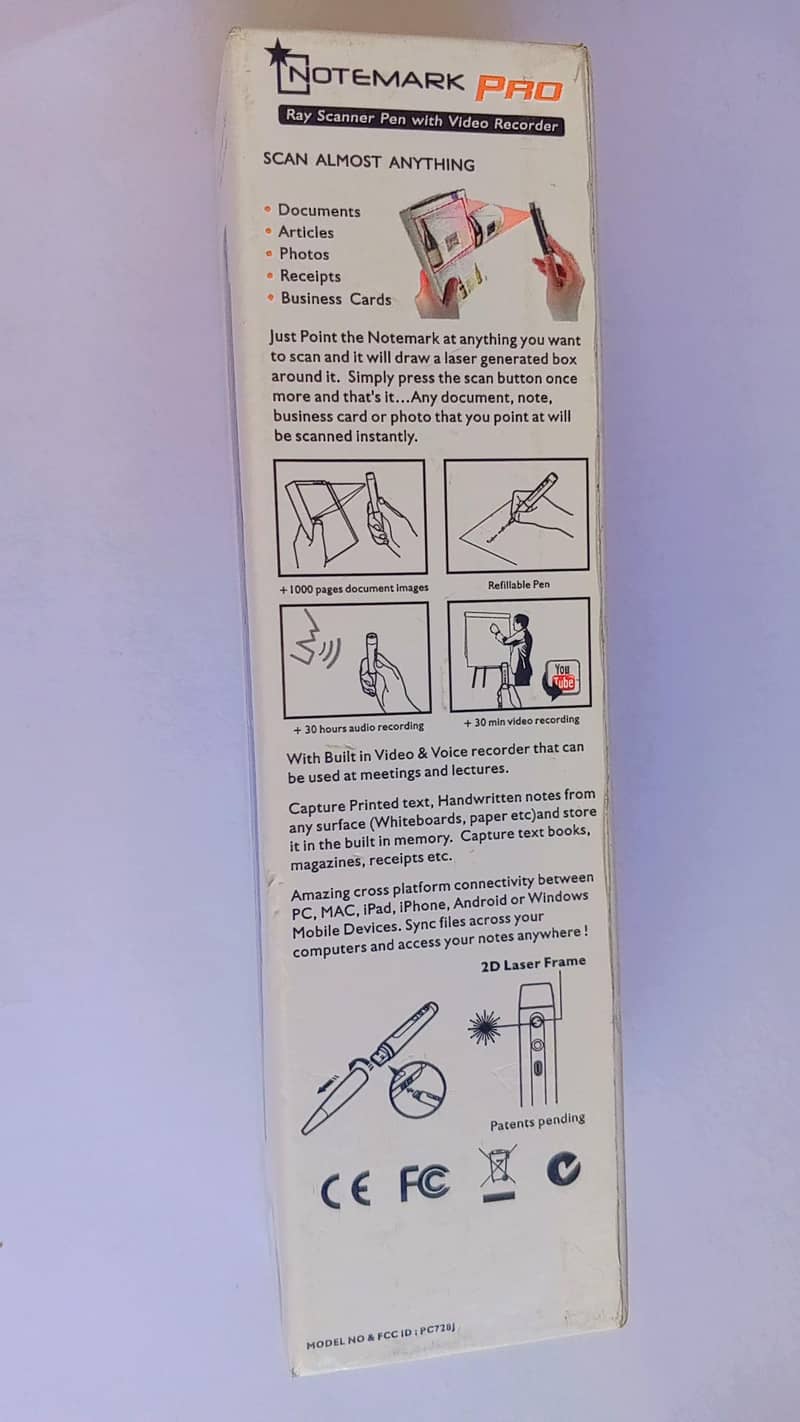 NOTEMARK PRO
Ray Scanner Pen with Video Recorder
SCAN ALMOST ANYTHING
• Documents
• Articles
• Photos
• Receipts
• Business Cards
Just Point the Notemark at anything you want
to scan and it will draw a laser generated box
around it. Simply press the scan button once
more and that's it...Any document, note,
business card or photo that you point at will
be scanned instantly.
+1000 pages document images
Refillable Pen
You
Tube
+ 30 hours audio recording
+ 30 min video recording
With Built in Video & Voice recorder that can
be used at meetings and lectures.
Capture Printed text, Handwritten notes from
any surface (Whiteboards, paper etc)and store
it in the built in memory. Capture text books,
magazines, receipts etc.
Amazing cross platform connectivity between
PC, MAC, iPad, iPhone, Android or Windows
Mobile Devices. Sync files across your
computers and access your notes anywhere !
2D Laser Frame
Patents pending
CE FC
MODEL NO & FCC ID : PC728J